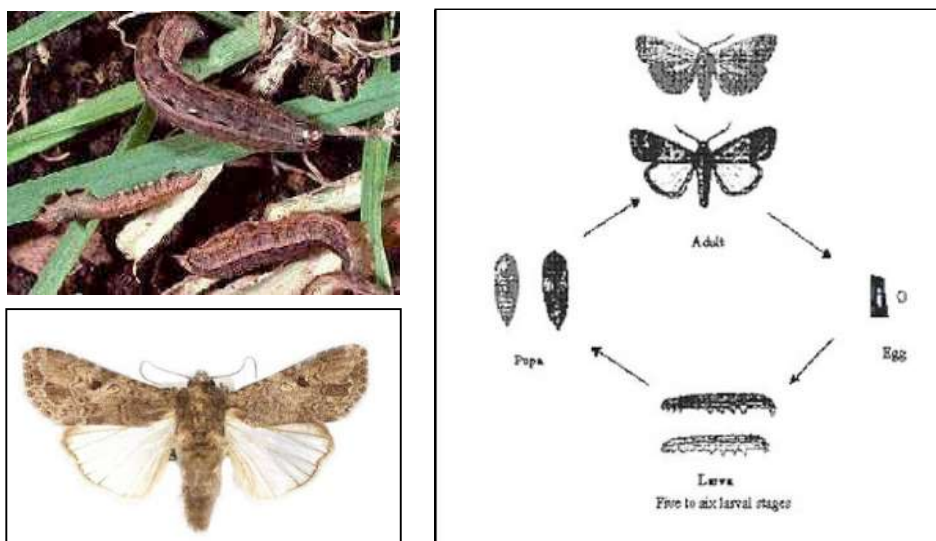 Adult
Egg
Pupa
Larva
Five to six larval stages